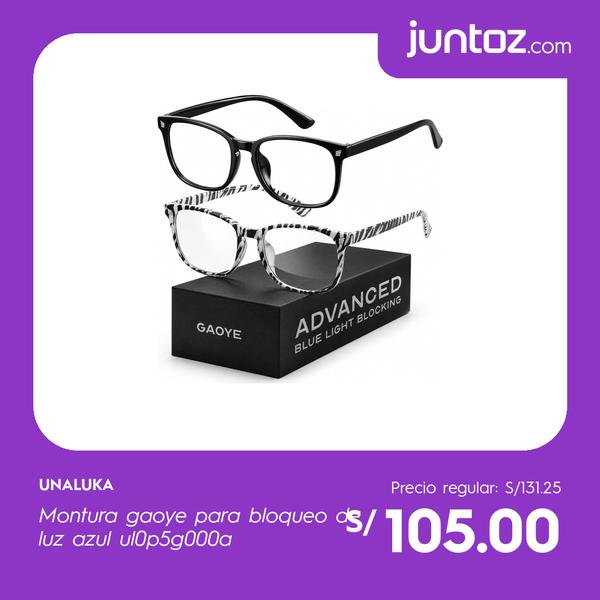 juntoz.com
GAOYE
ADVANCED
BLUE LIGHT BLOCKING
UNALUKA
Montura gaoye para bloqueo de
luz azul ul0p5g000a
Precio regular: S/131.25
S/ 105.00